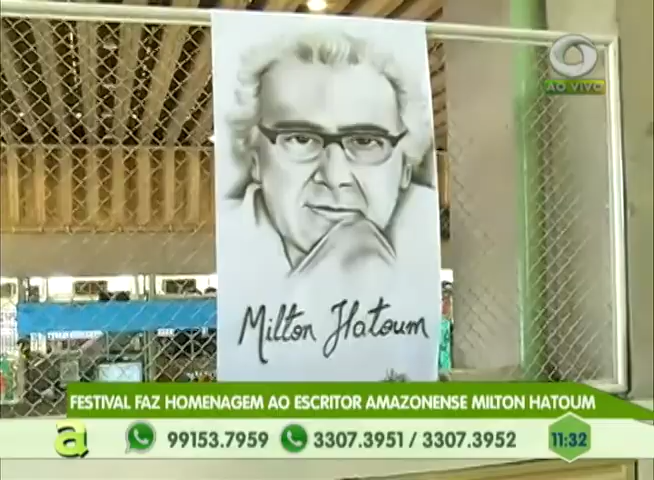 AO VIVO
Milton Hatoum
FESTIVAL FAZ HOMENAGEM AO ESCRITOR AMAZONENSE MILTON HATOUM
a 99153.7959 3307.3951 / 3307.3952 11:32